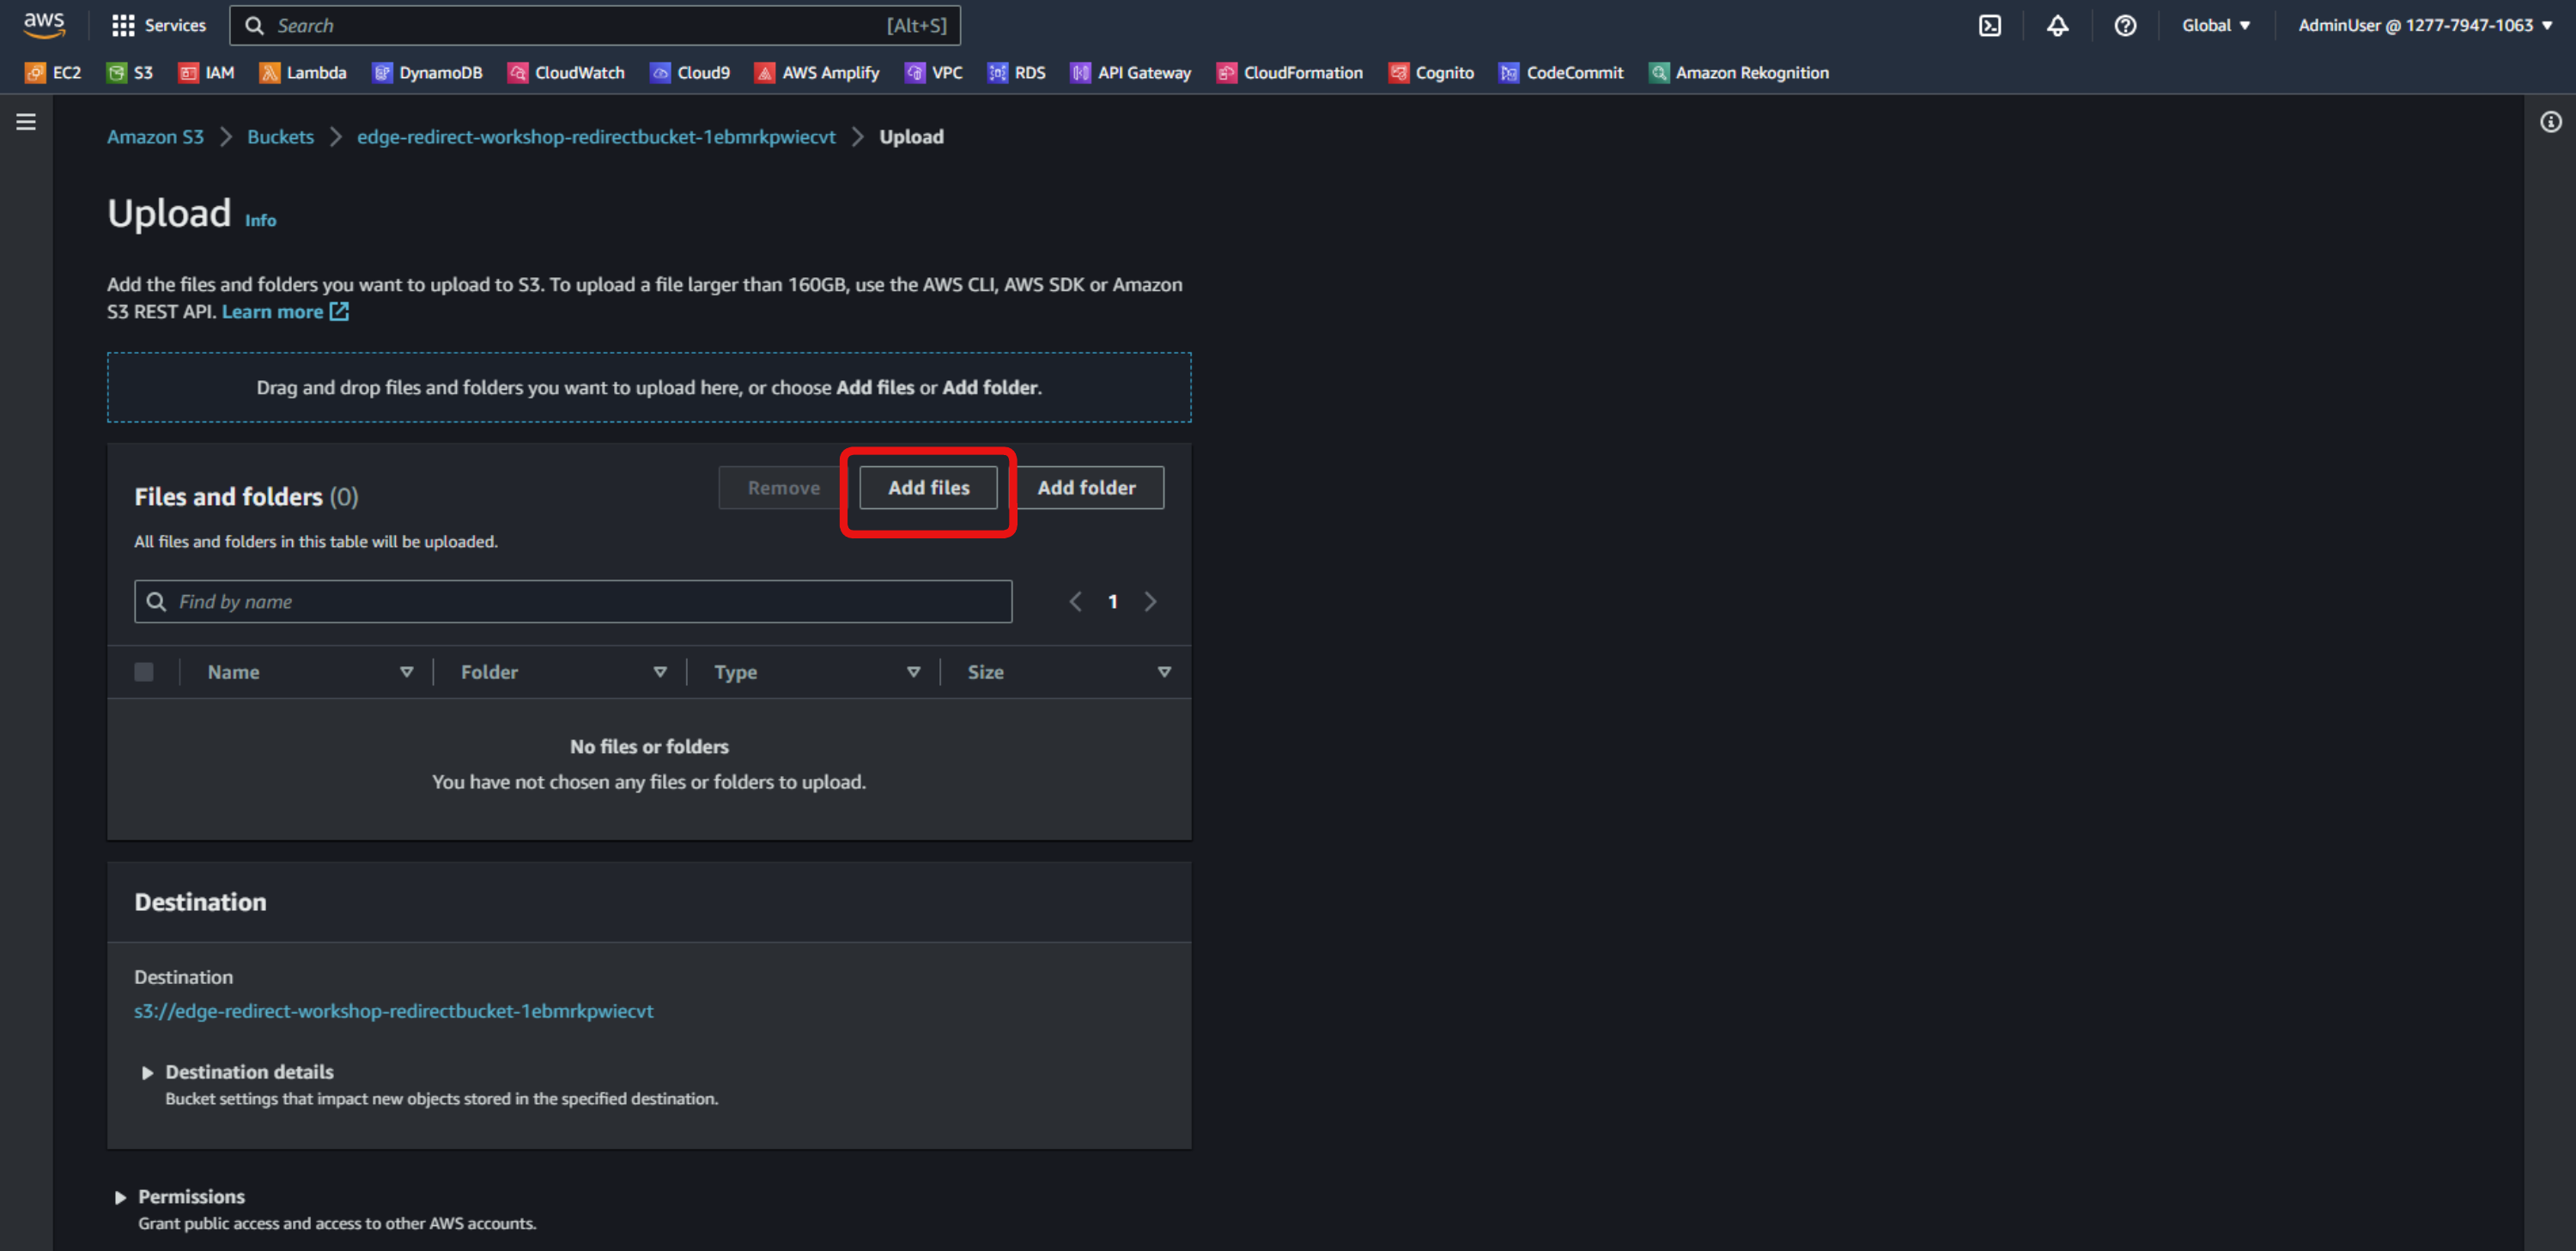 aws
Services
Search
[Alt+S]
Global ▼
AdminUser @ 1277-7947-1063 ▼
EC2
S3
IAM
Lambda
DynamoDB
CloudWatch
Cloud9
AWS Amplify
VPC
RDS
API Gateway
CloudFormation
Cognito
CodeCommit
Amazon Rekognition
Amazon S3 > Buckets > edge-redirect-workshop-redirectbucket-1ebmrkpwiecvt > Upload
Upload Info
Add the files and folders you want to upload to S3. To upload a file larger than 160GB, use the AWS CLI, AWS SDK or Amazon
S3 REST API. Learn more
Drag and drop files and folders you want to upload here, or choose Add files or Add folder.
Files and folders (0)
Remove
Add files
Add folder
All files and folders in this table will be uploaded.
Find by name
1
Name
Folder
Type
Size
No files or folders
You have not chosen any files or folders to upload.
Destination
Destination
s3://edge-redirect-workshop-redirectbucket-1ebmrkpwiecvt
Destination details
Bucket settings that impact new objects stored in the specified destination.
Permissions
Grant public access and access to other AWS accounts.